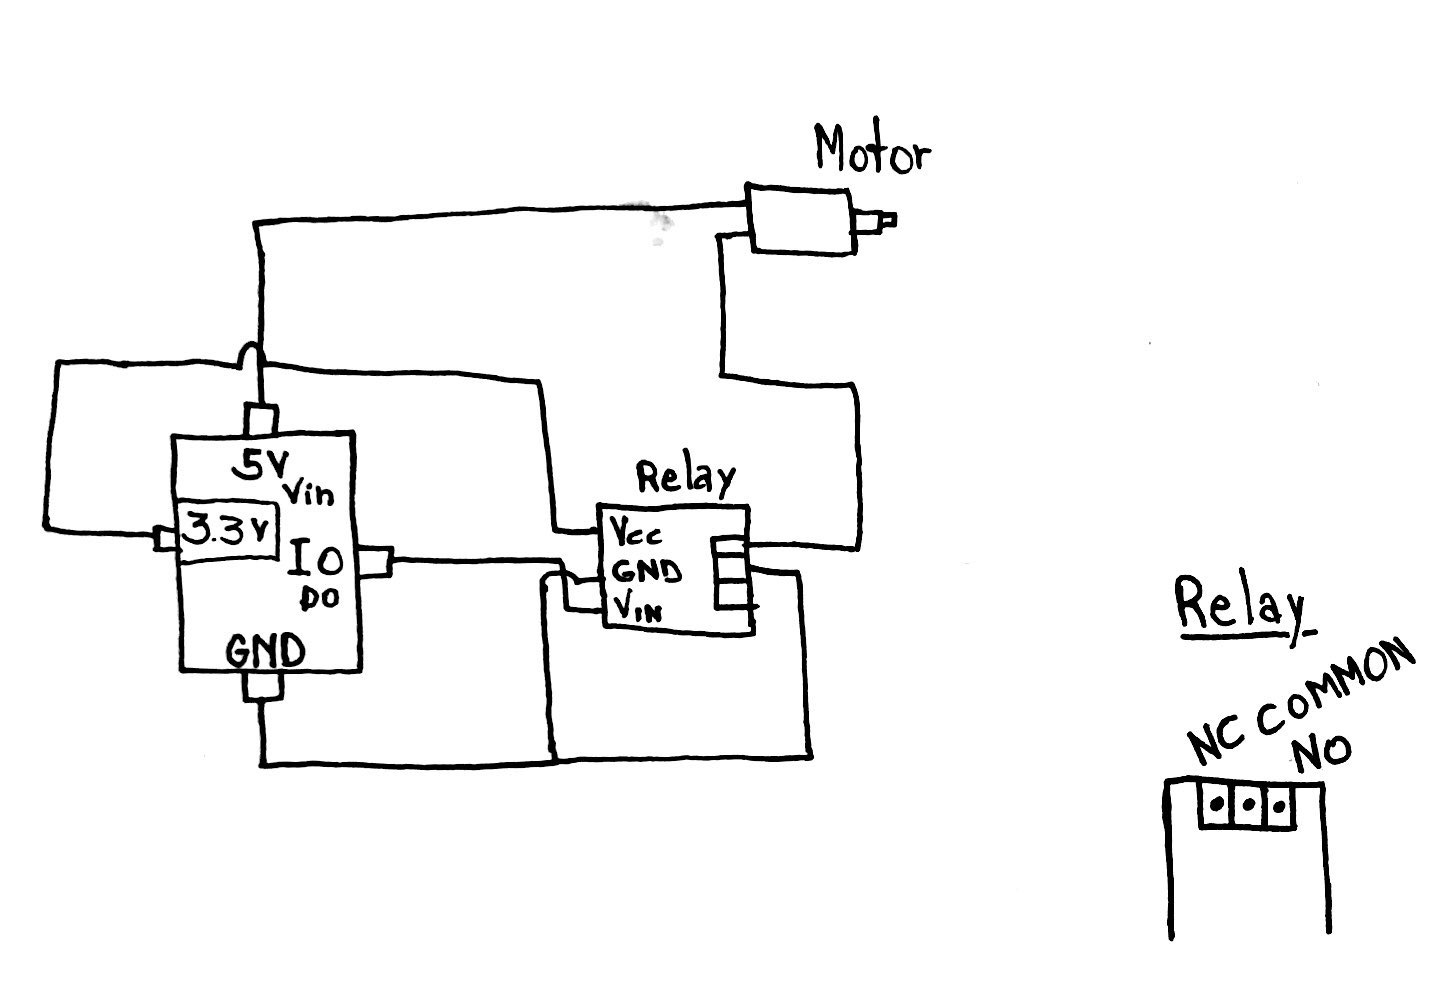 Motor
5V
Vin
3.3V
IO
DO
GND
Relay
Vcc
GND
VIN
Relay
NC COMMON
NO